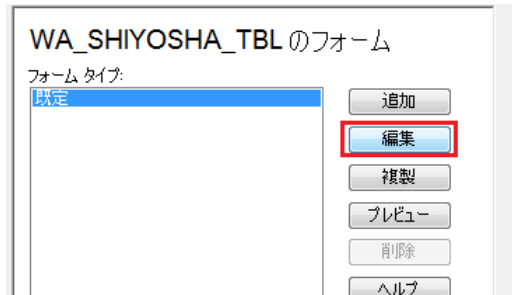 WA_SHIYOSHA_TBL のフォーム
フォーム タイプ:
既定
追加
編集
複製
プレビュー
削除
ヘルプ